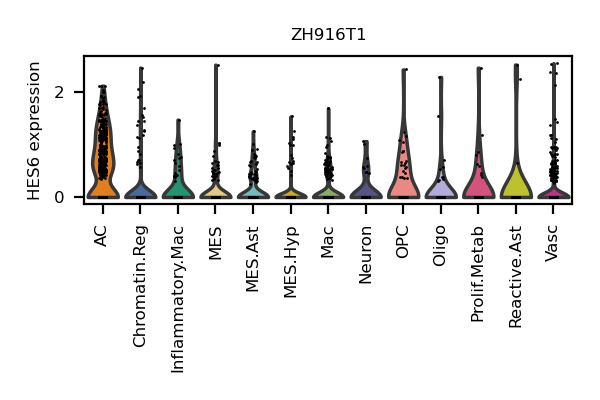 ZH916T1
HES6 expression
2
0
AC
Chromatin.Reg
Inflammatory.Mac
MES
MES.Ast
MES.Hyp
Mac
Neuron
OPC
Oligo
Prolif.Metab
Reactive.Ast
Vasc